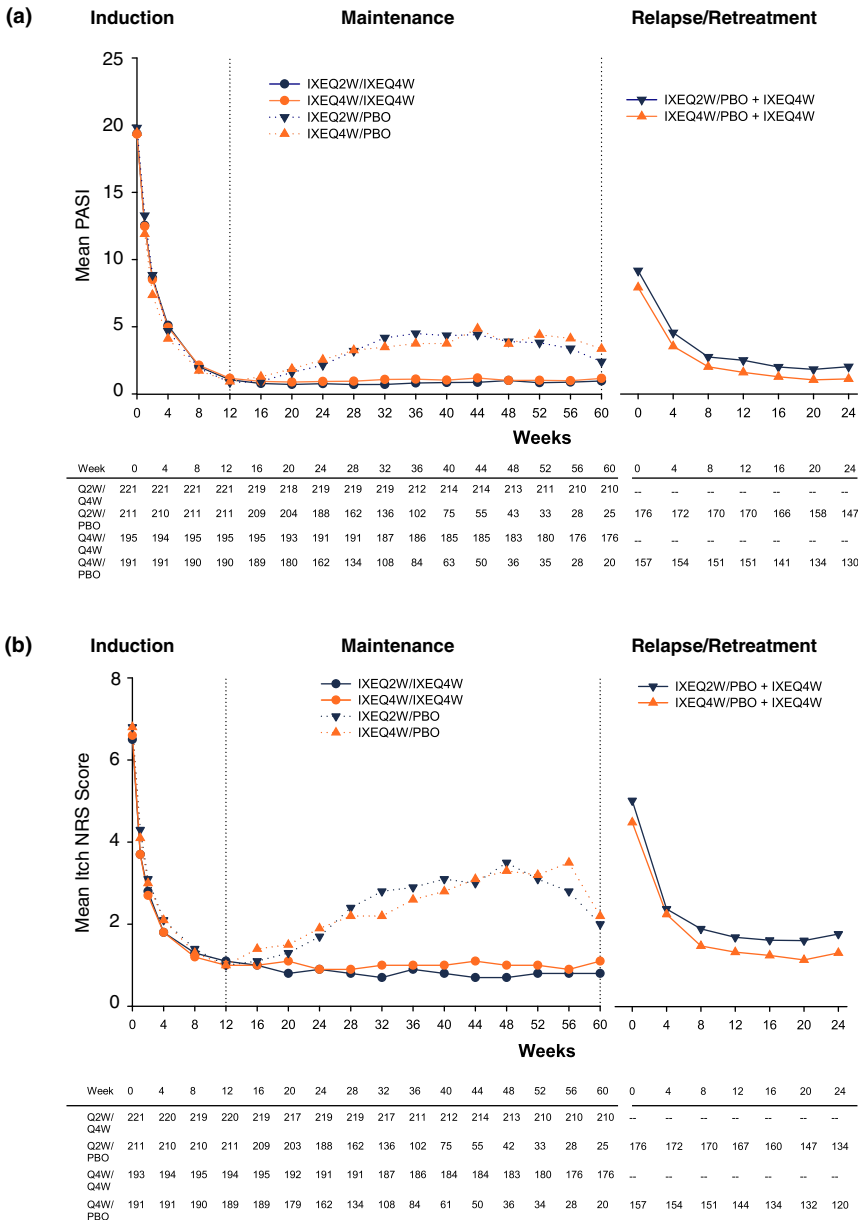 (a)
Induction Maintenance Relapse/Retreatment
25
20
15
10
5
0
Mean PASI
IXEQ2W/IXEQ4W
IXEQ4W/IXEQ4W
IXEQ2W/PBO
IXEQ4W/PBO
IXEQ2W/PBO + IXEQ4W
IXEQ4W/PBO + IXEQ4W
0 4 8 12 16 20 24 28 32 36 40 44 48 52 56 60 0 4 8 12 16 20 24
Weeks
Week 0 4 8 12 16 20 24 28 32 36 40 44 48 52 56 60 0 4 8 12 16 20 24
Q2W/ 221 221 221 221 219 218 219 219 219 212 214 214 213 211 210 210 -- -- -- -- -- -- --
Q4W
Q2W/ 211 210 211 211 209 204 188 162 136 102 75 55 43 33 28 25 176 172 170 170 166 158 147
PBO
Q4W/ 195 194 195 195 195 193 191 191 187 186 185 185 183 180 176 176 -- -- -- -- -- -- --
Q4W
Q4W/ 191 191 190 190 189 180 162 134 108 84 63 50 36 35 28 20 157 154 151 151 141 134 130
PBO
(b)
Induction Maintenance Relapse/Retreatment
8
6
4
2
0
Mean Itch NRS Score
IXEQ2W/IXEQ4W
IXEQ4W/IXEQ4W
IXEQ2W/PBO
IXEQ4W/PBO
IXEQ2W/PBO + IXEQ4W
IXEQ4W/PBO + IXEQ4W
0 4 8 12 16 20 24 28 32 36 40 44 48 52 56 60 0 4 8 12 16 20 24
Weeks
Week 0 4 8 12 16 20 24 28 32 36 40 44 48 52 56 60 0 4 8 12 16 20 24
Q2W/ 221 220 219 220 219 217 219 219 217 211 212 214 213 210 210 210 -- -- -- -- -- -- --
Q4W
Q2W/ 211 210 210 211 209 203 188 162 136 102 75 55 42 33 28 25 176 172 170 167 160 147 134
PBO
Q4W/ 193 194 195 194 195 192 191 191 187 186 184 184 183 180 176 176 -- -- -- -- -- -- --
Q4W
Q4W/ 191 191 190 189 189 179 162 134 108 84 61 50 36 34 28 20 157 154 151 144 134 132 120
PBO